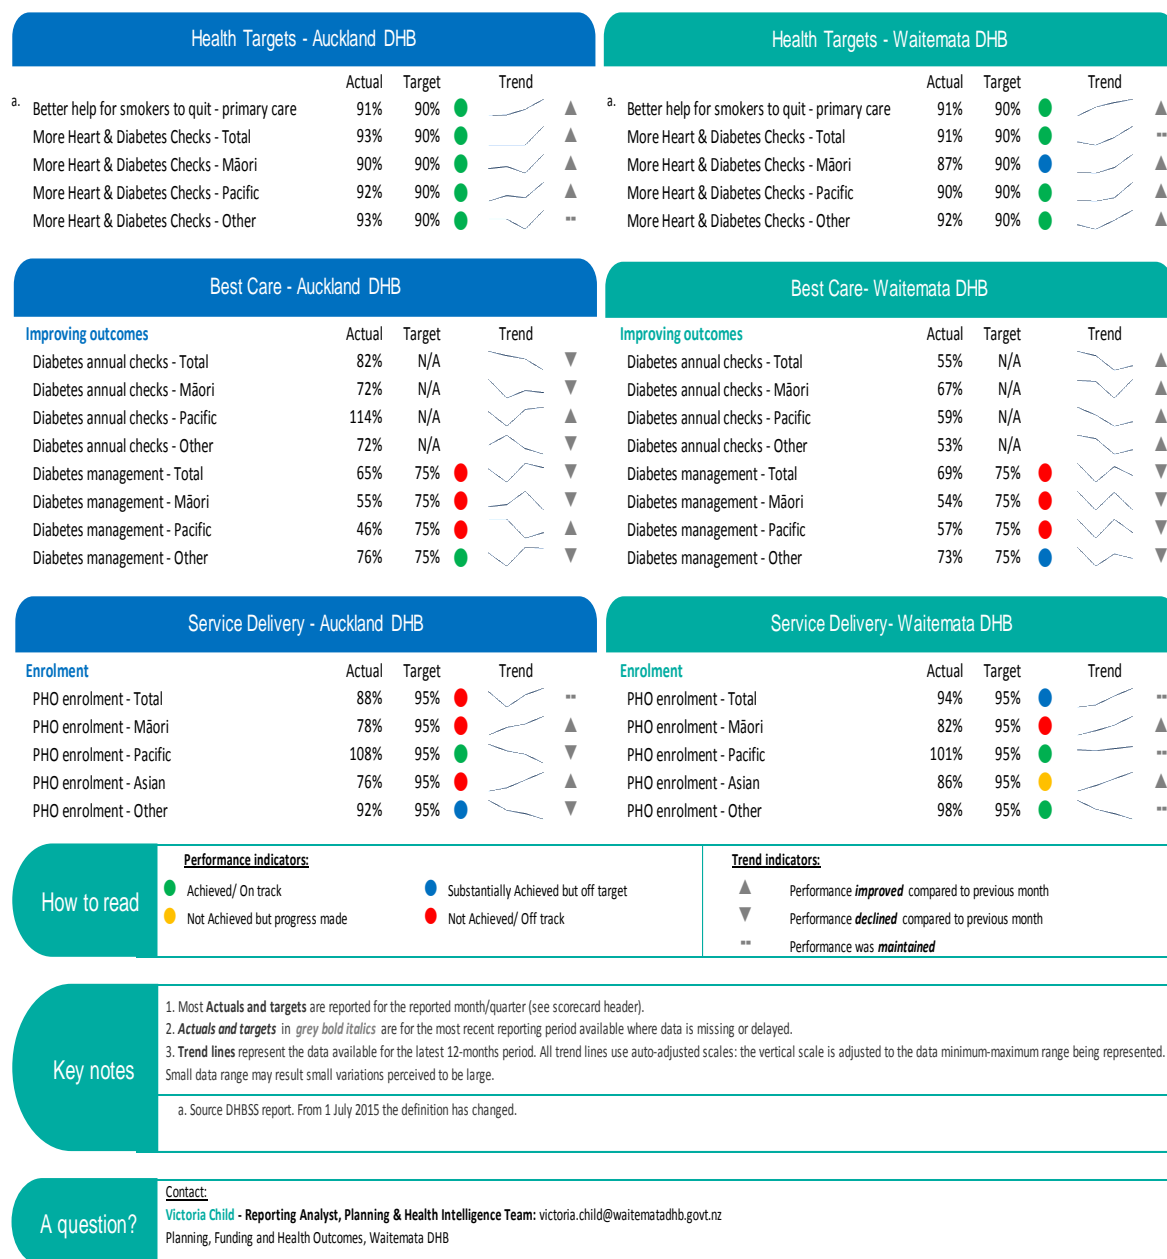 Health Targets - Auckland DHB
Actual Target Trend
a. Better help for smokers to quit - primary care 91% 90%
More Heart & Diabetes Checks - Total 93% 90%
More Heart & Diabetes Checks - Māori 90% 90%
More Heart & Diabetes Checks - Pacific 92% 90%
More Heart & Diabetes Checks - Other 93% 90%
Health Targets - Waitemata DHB
Actual Target Trend
a. Better help for smokers to quit - primary care 91% 90%
More Heart & Diabetes Checks - Total 91% 90%
More Heart & Diabetes Checks - Māori 87% 90%
More Heart & Diabetes Checks - Pacific 90% 90%
More Heart & Diabetes Checks - Other 92% 90%
Best Care - Auckland DHB
Improving outcomes Actual Target Trend
Diabetes annual checks - Total 82% N/A
Diabetes annual checks - Māori 72% N/A
Diabetes annual checks - Pacific 114% N/A
Diabetes annual checks - Other 72% N/A
Diabetes management - Total 65% 75%
Diabetes management - Māori 55% 75%
Diabetes management - Pacific 46% 75%
Diabetes management - Other 76% 75%
Best Care- Waitemata DHB
Improving outcomes Actual Target Trend
Diabetes annual checks - Total 55% N/A
Diabetes annual checks - Māori 67% N/A
Diabetes annual checks - Pacific 59% N/A
Diabetes annual checks - Other 53% N/A
Diabetes management - Total 69% 75%
Diabetes management - Māori 54% 75%
Diabetes management - Pacific 57% 75%
Diabetes management - Other 73% 75%
Service Delivery - Auckland DHB
Enrolment Actual Target Trend
PHO enrolment - Total 88% 95%
PHO enrolment - Māori 78% 95%
PHO enrolment - Pacific 108% 95%
PHO enrolment - Asian 76% 95%
PHO enrolment - Other 92% 95%
Service Delivery- Waitemata DHB
Enrolment Actual Target Trend
PHO enrolment - Total 94% 95%
PHO enrolment - Māori 82% 95%
PHO enrolment - Pacific 101% 95%
PHO enrolment - Asian 86% 95%
PHO enrolment - Other 98% 95%
How to read
Performance indicators:
Achieved/ On track
Substantially Achieved but off target
Not Achieved but progress made
Not Achieved/ Off track
Trend indicators:
Performance improved compared to previous month
Performance declined compared to previous month
Performance was maintained
Key notes
1. Most Actuals and targets are reported for the reported month/quarter (see scorecard header).
2. Actuals and targets in grey bold italics are for the most recent reporting period available where data is missing or delayed.
3. Trend lines represent the data available for the latest 12-months period. All trend lines use auto-adjusted scales: the vertical scale is adjusted to the data minimum-maximum range being represented.
Small data range may result small variations perceived to be large.
a. Source DHBSS report. From 1 July 2015 the definition has changed.
A question?
Contact:
Victoria Child - Reporting Analyst, Planning & Health Intelligence Team: victoria.child@waitematadhb.govt.nz
Planning, Funding and Health Outcomes, Waitemata DHB